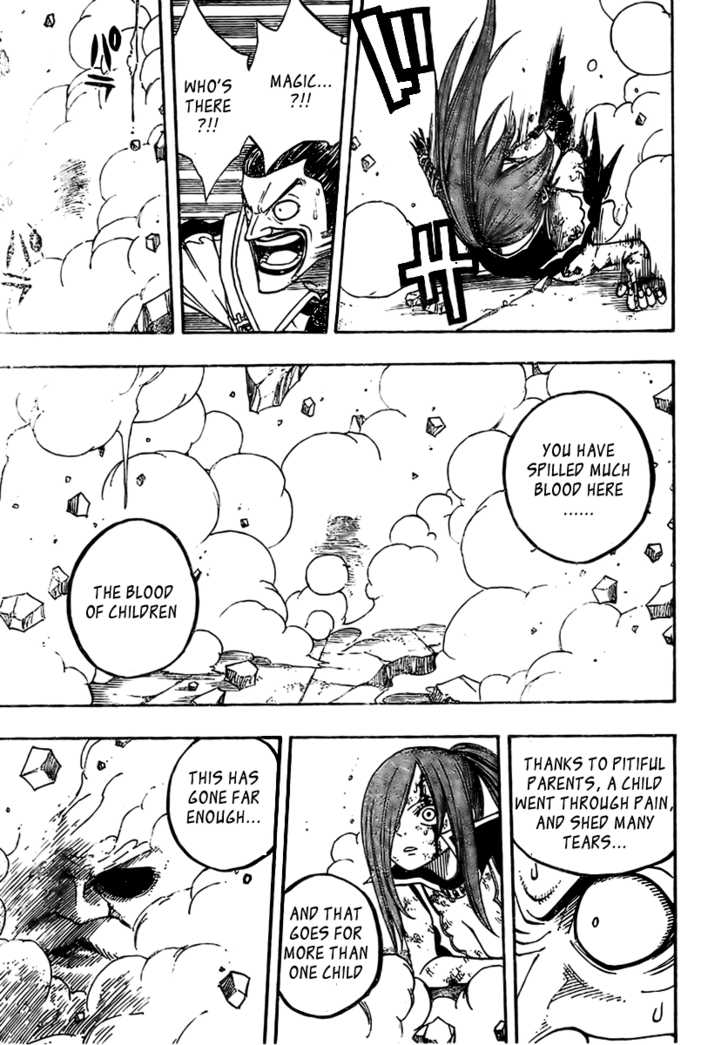 MAGIC...
?!!
WHO'S
THERE
?!!
YOU HAVE
SPILLED MUCH
BLOOD HERE
......
THE BLOOD
OF CHILDREN
THANKS TO PITIFUL
PARENTS, A CHILD
WENT THROUGH PAIN,
AND SHED MANY
TEARS...
AND THAT
GOES FOR
MORE THAN
ONE CHILD
THIS HAS
GONE FAR
ENOUGH...